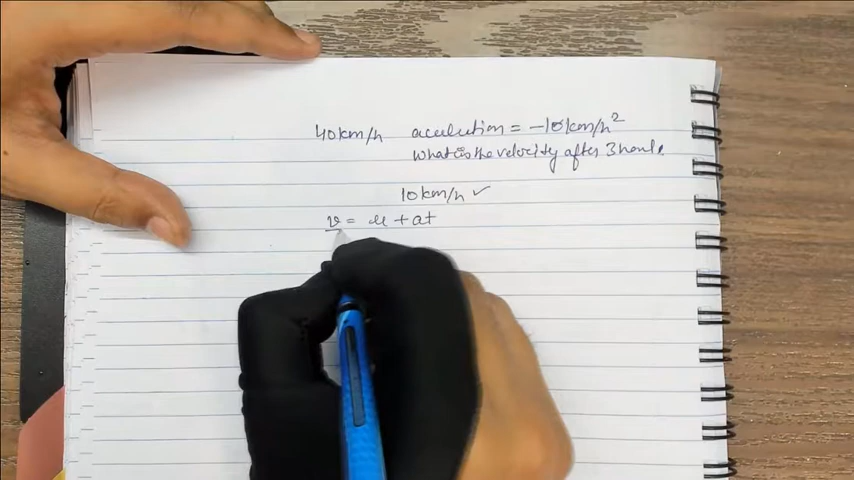 40km/h acceleration = -10km/h²
what is the velocity after 3 hours.
10km/h ✓
v = u + at